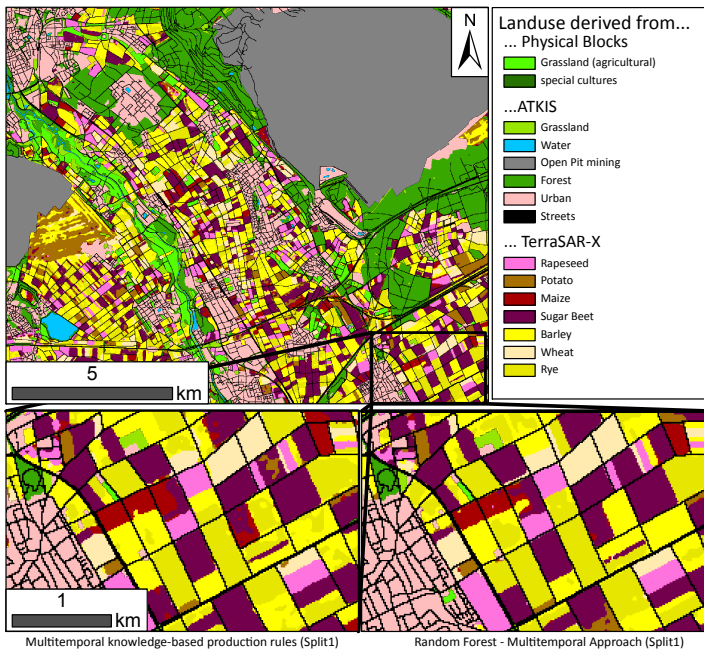 N
Landuse derived from...
... Physical Blocks
Grassland (agricultural)
special cultures
...ATKIS
Grassland
Water
Open Pit mining
Forest
Urban
Streets
... TerraSAR-X
Rapeseed
Potato
Maize
Sugar Beet
Barley
Wheat
Rye
5
km
1
km
Multitemporal knowledge-based production rules (Split1)
Random Forest - Multitemporal Approach (Split1)